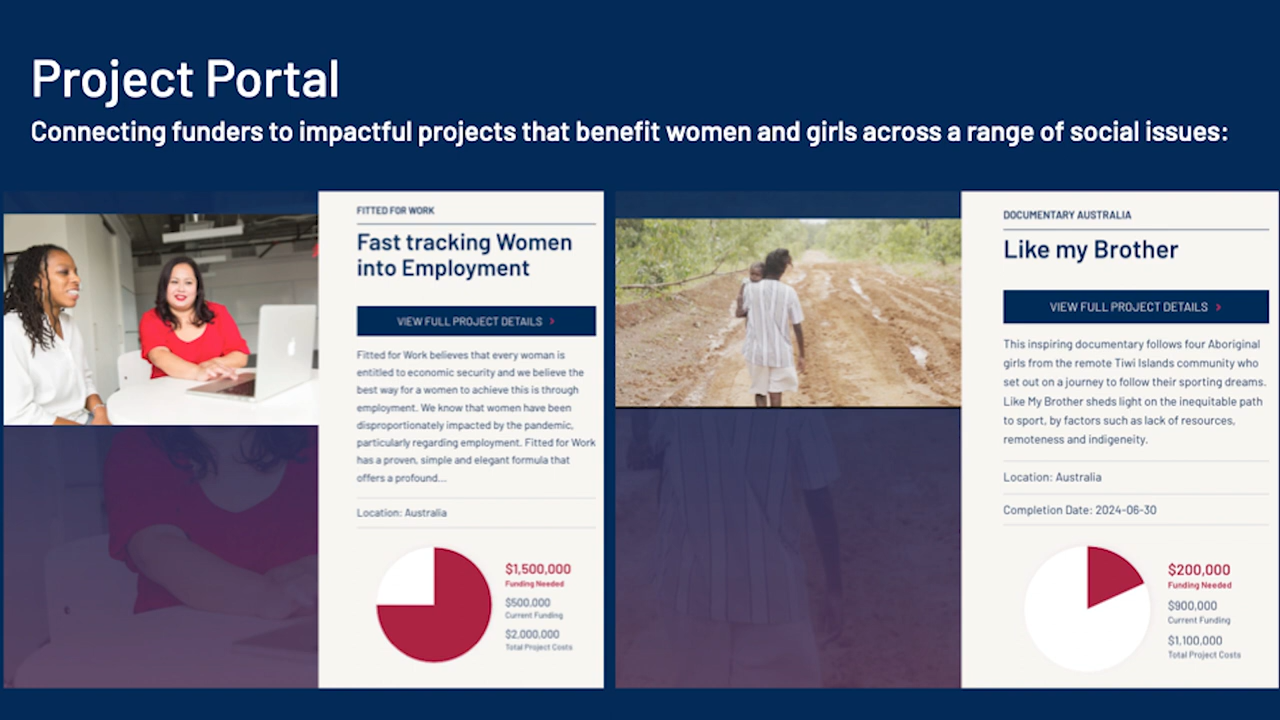 Project Portal
Connecting funders to impactful projects that benefit women and girls across a range of social issues:
FITTED FOR WORK
Fast tracking Women
into Employment
VIEW FULL PROJECT DETAILS >
Fitted for Work believes that every woman is
entitled to economic security and we believe the
best way for a women to achieve this is through
employment. We know that women have been
disproportionately impacted by the pandemic,
particularly regarding employment. Fitted for Work
has a proven, simple and elegant formula that
offers a profound...
Location: Australia
$1,500,000
Funding Needed
$500,000
Current Funding
$2,000,000
Total Project Costs
DOCUMENTARY AUSTRALIA
Like my Brother
VIEW FULL PROJECT DETAILS >
This inspiring documentary follows four Aboriginal
girls from the remote Tiwi Islands community who
set out on a journey to follow their sporting dreams.
Like My Brother sheds light on the inequitable path
to sport, by factors such as lack of resources,
remoteness and indigeneity.
Location: Australia
Completion Date: 2024-06-30
$200,000
Funding Needed
$900,000
Current Funding
$1,100,000
Total Project Costs